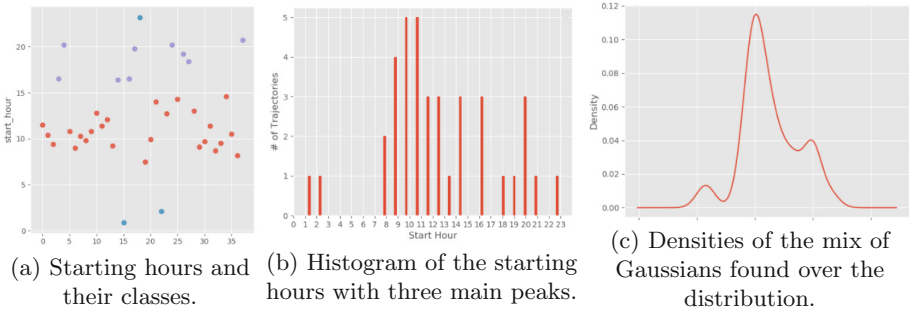 start_hour
20
15
10
5
0
0 5 10 15 20 25 30 35
(a) Starting hours and
their classes.
# of Trajectories
5
4
3
2
1
0
0 1 2 3 4 5 6 7 8 9 10 11 12 13 14 15 16 17 18 19 20 21 22 23
Start Hour
(b) Histogram of the starting
hours with three main peaks.
Density
0.12
0.10
0.08
0.06
0.04
0.02
0.00
(c) Densities of the mix of
Gaussians found over the
distribution.